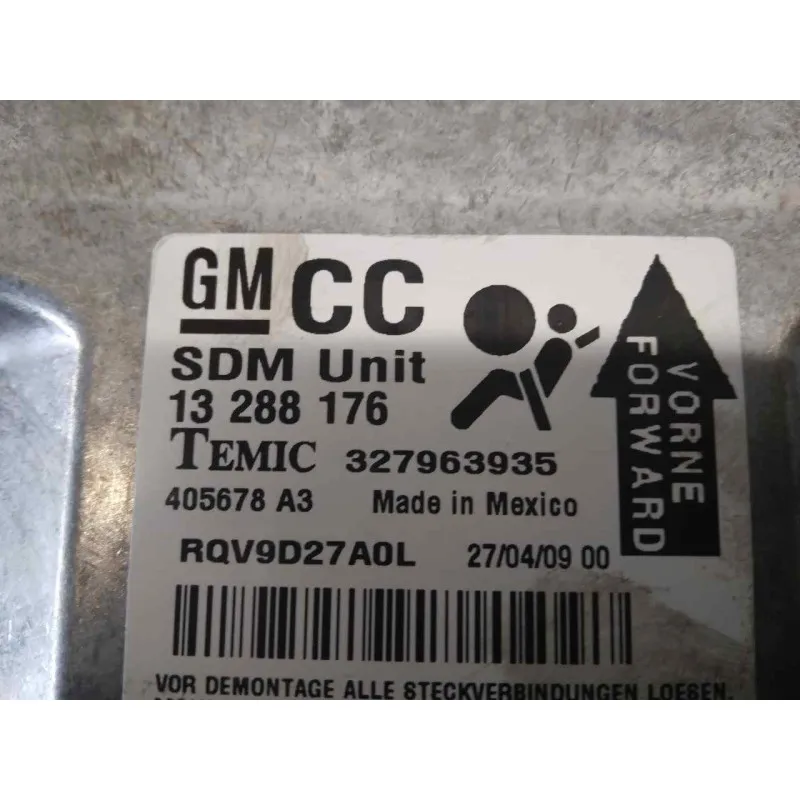 GM CC
SDM Unit
13 288 176
TEMIC 327963935
405678 A3 Made in Mexico
RQV9D27A0L 27/04/09 00
VOR DEMONTAGE ALLE STECKVERBINDUNGEN LOESEN.
VORNE
FORWARD